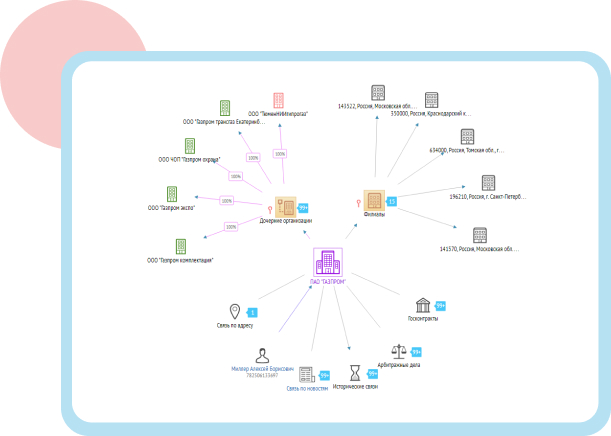 143522, Россия, Московская обл....
350000, Россия, Краснодарский к...
ООО "Газпром трансгаз Екатеринб...
ООО "ТюменНИИгипрогаз"
634000, Россия, Томская обл., г...
100%
100%
ООО ЧОП "Газпром охрана"
100%
196210, Россия, г. Санкт-Петерб...
100%
99+
15
ООО "Газпром экспо"
Дочерние организации
Филиалы
100%
141570, Россия, Московская обл....
ООО "Газпром комплектация"
ПАО "ГАЗПРОМ"
1
99+
Связь по адресу
Госконтракты
99+
Миллер Алексей Борисович
782506133697
Арбитражные дела
99+
99+
Связь по новостям
Исторические связи